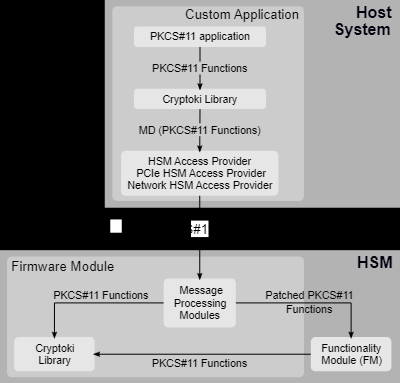 Custom Application
Host
System
PKCS#11 application
PKCS#11 Functions
Cryptoki Library
MD (PKCS#11 Functions)
HSM Access Provider
PCIe HSM Access Provider
Network HSM Access Provider
S#1
Firmware Module
HSM
PKCS#11 Functions
Message
Processing
Modules
Patched PKCS#11
Functions
Cryptoki
Library
PKCS#11 Functions
Functionality
Module (FM)